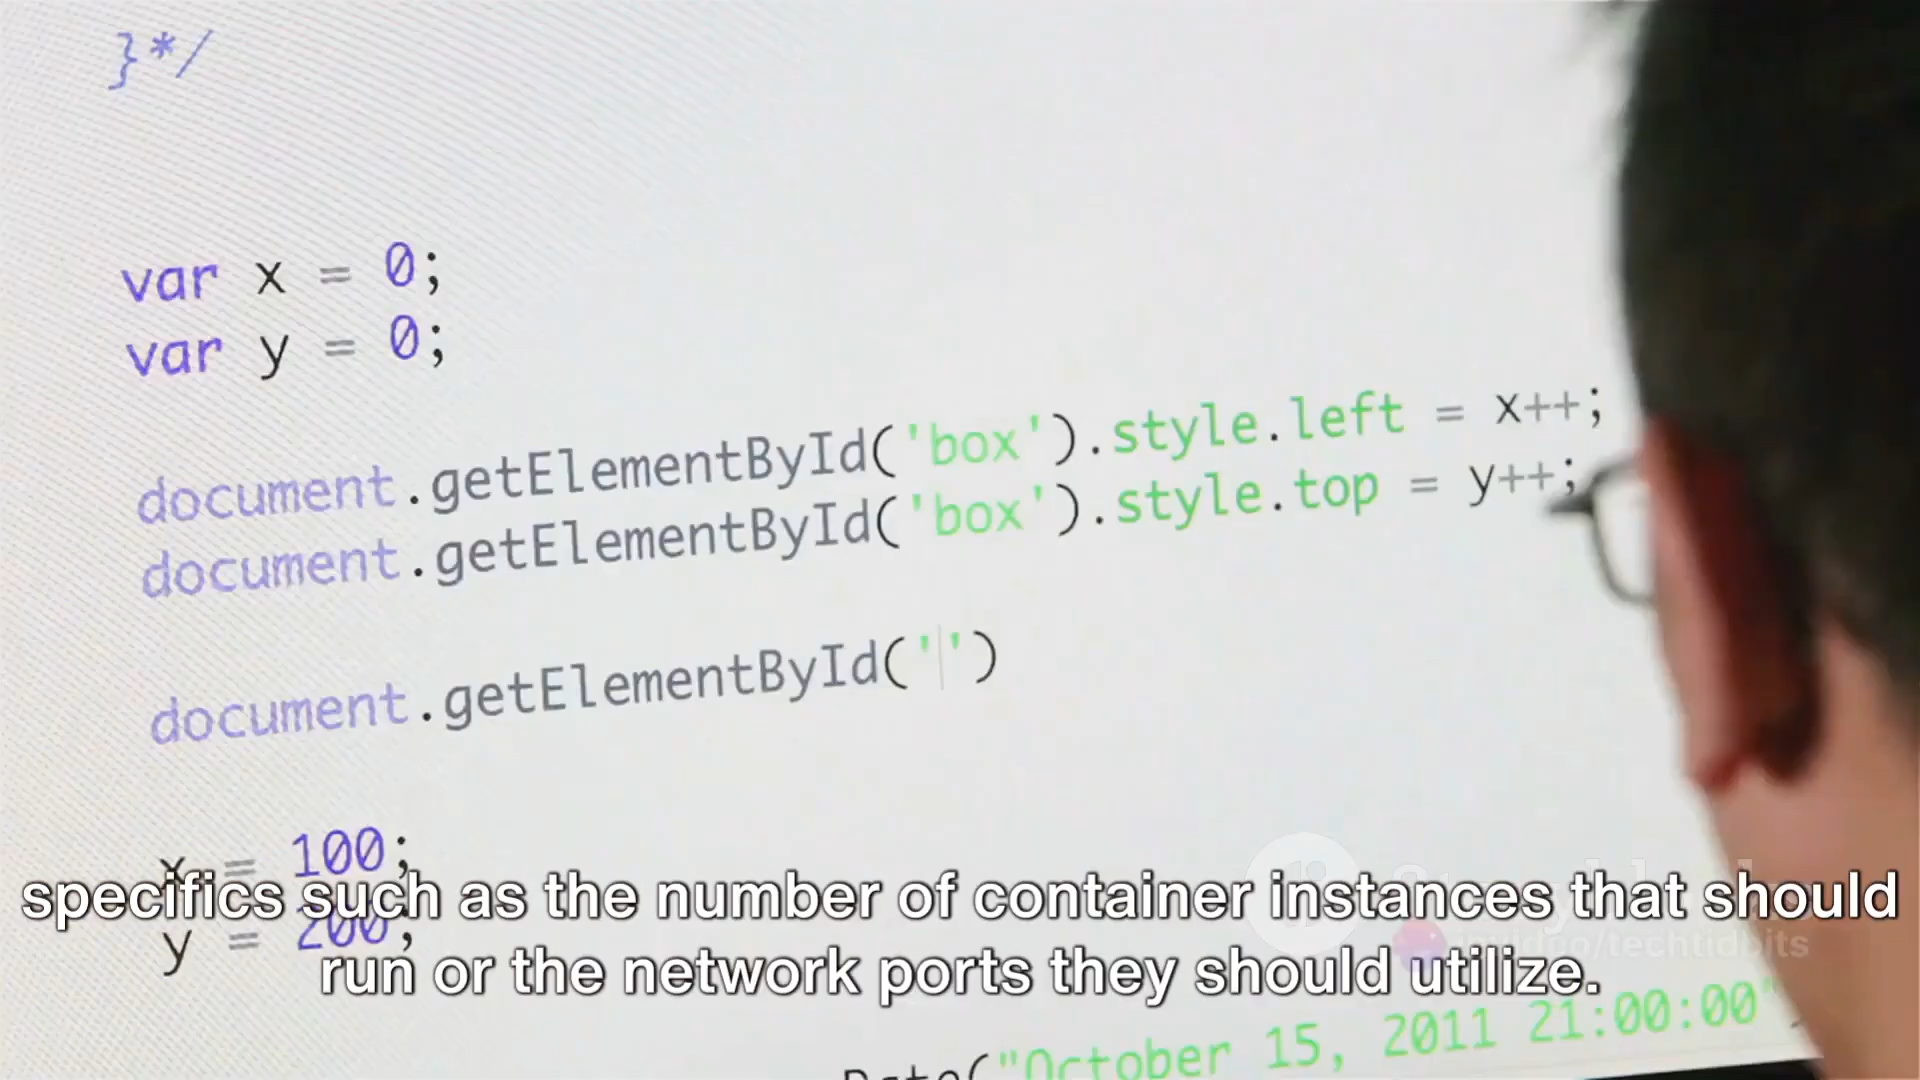 }*/
var x = 0;
var y = 0;
document.getElementById('box').style.left = x++;
document.getElementById('box').style.top = y++;
document.getElementById('')
x = 100;
y = 200;
specifics such as the number of container instances that should
run or the network ports they should utilize.
/techtidbits
Date("October 15, 2011 21:00:00"